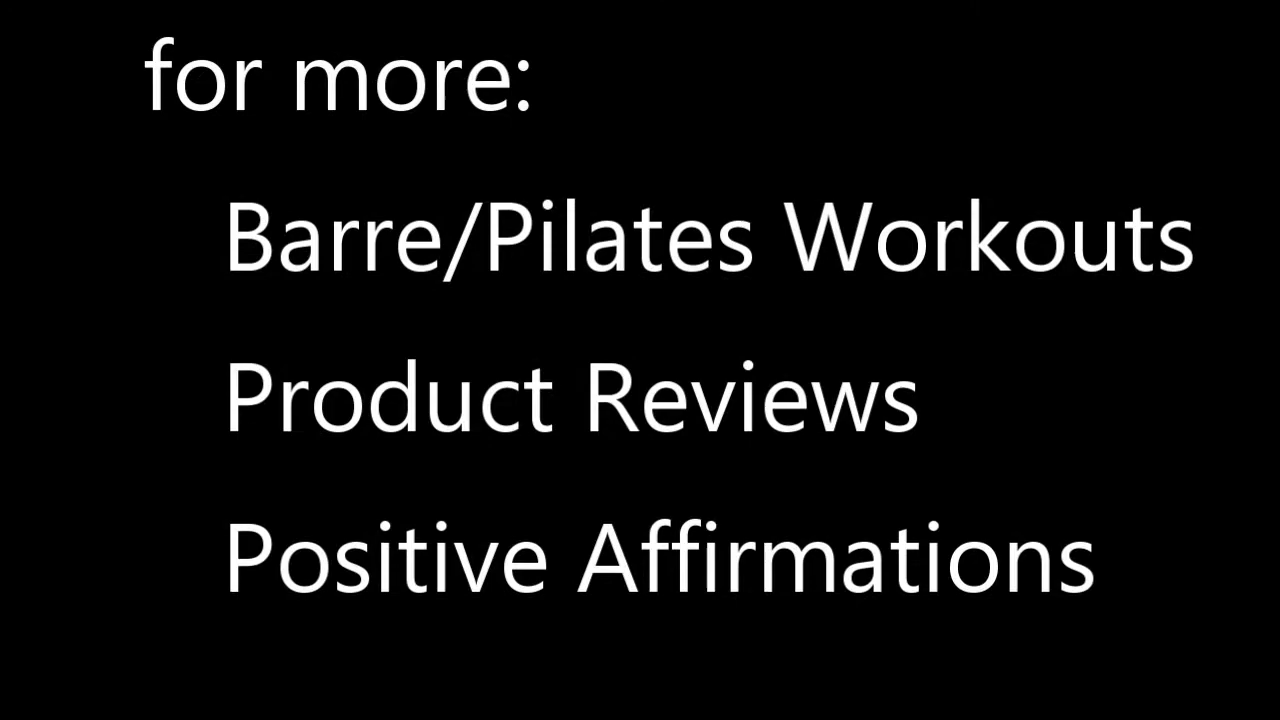 for more:
Barre/Pilates Workouts
Product Reviews
Positive Affirmations